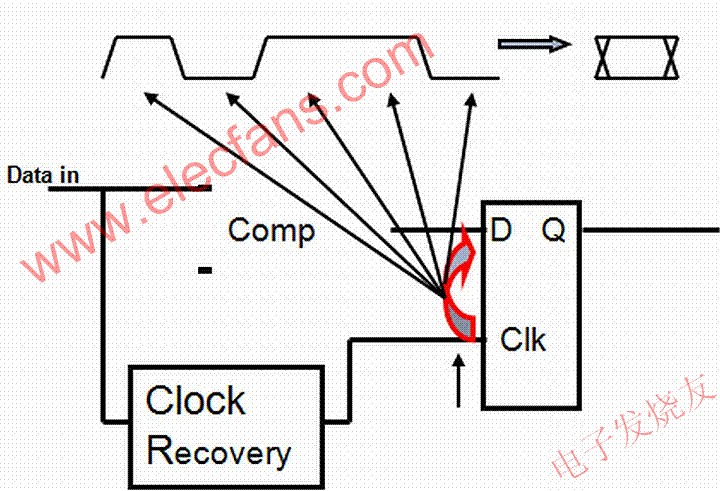 Data in
www.elecfans.com
Comp
D Q
Clk
Clock
Recovery
电子发烧友